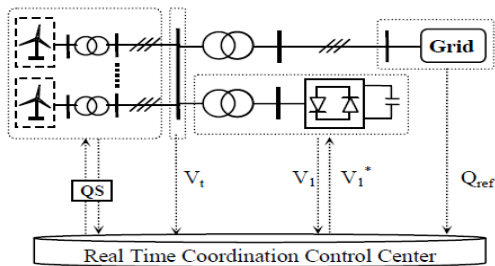 Grid
QS
Vt
V1
V1*
Qref
Real Time Coordination Control Center